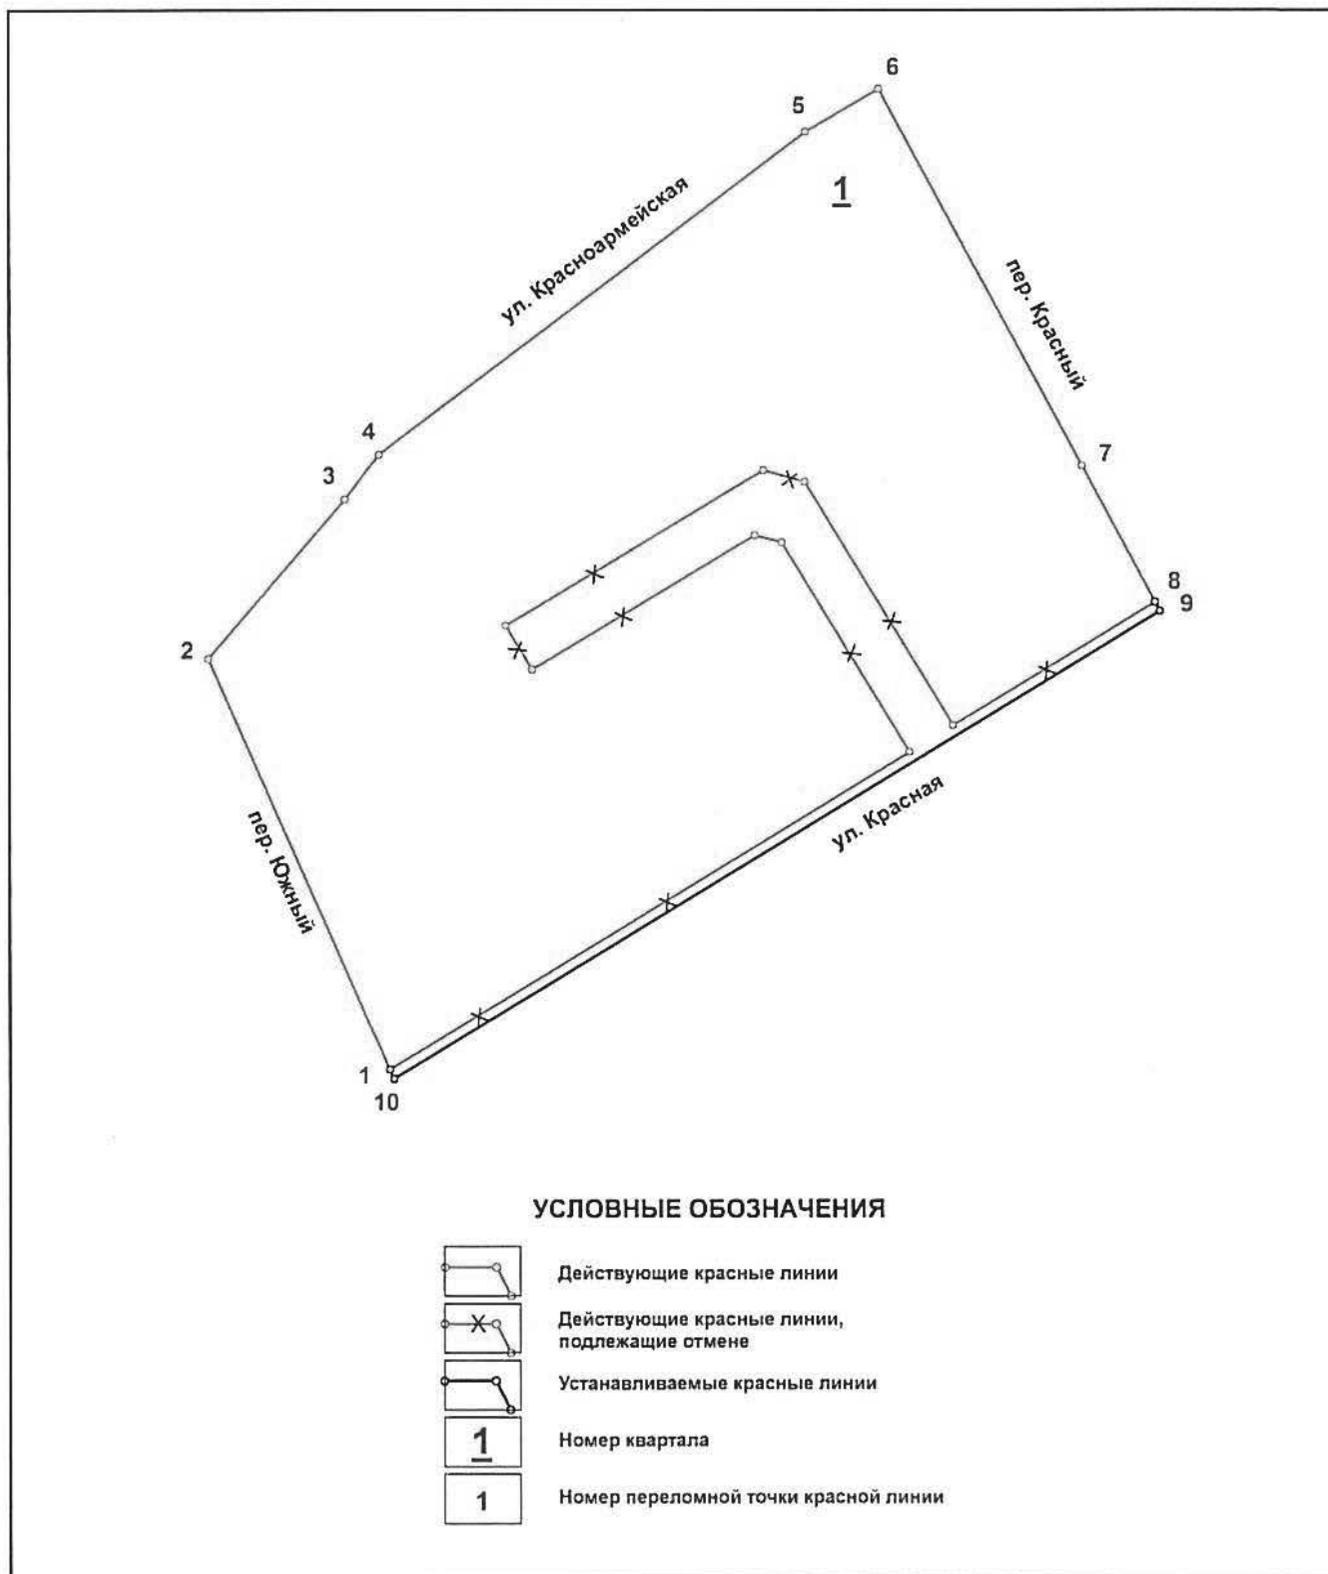 6
5
1
ул. Красноармейская
пер. Красный
4
7
3
8
9
2
ул. Красная
пер. Южный
1
10
УСЛОВНЫЕ ОБОЗНАЧЕНИЯ
Действующие красные линии
Действующие красные линии,
подлежащие отмене
Устанавливаемые красные линии
1 Номер квартала
1 Номер переломной точки красной линии